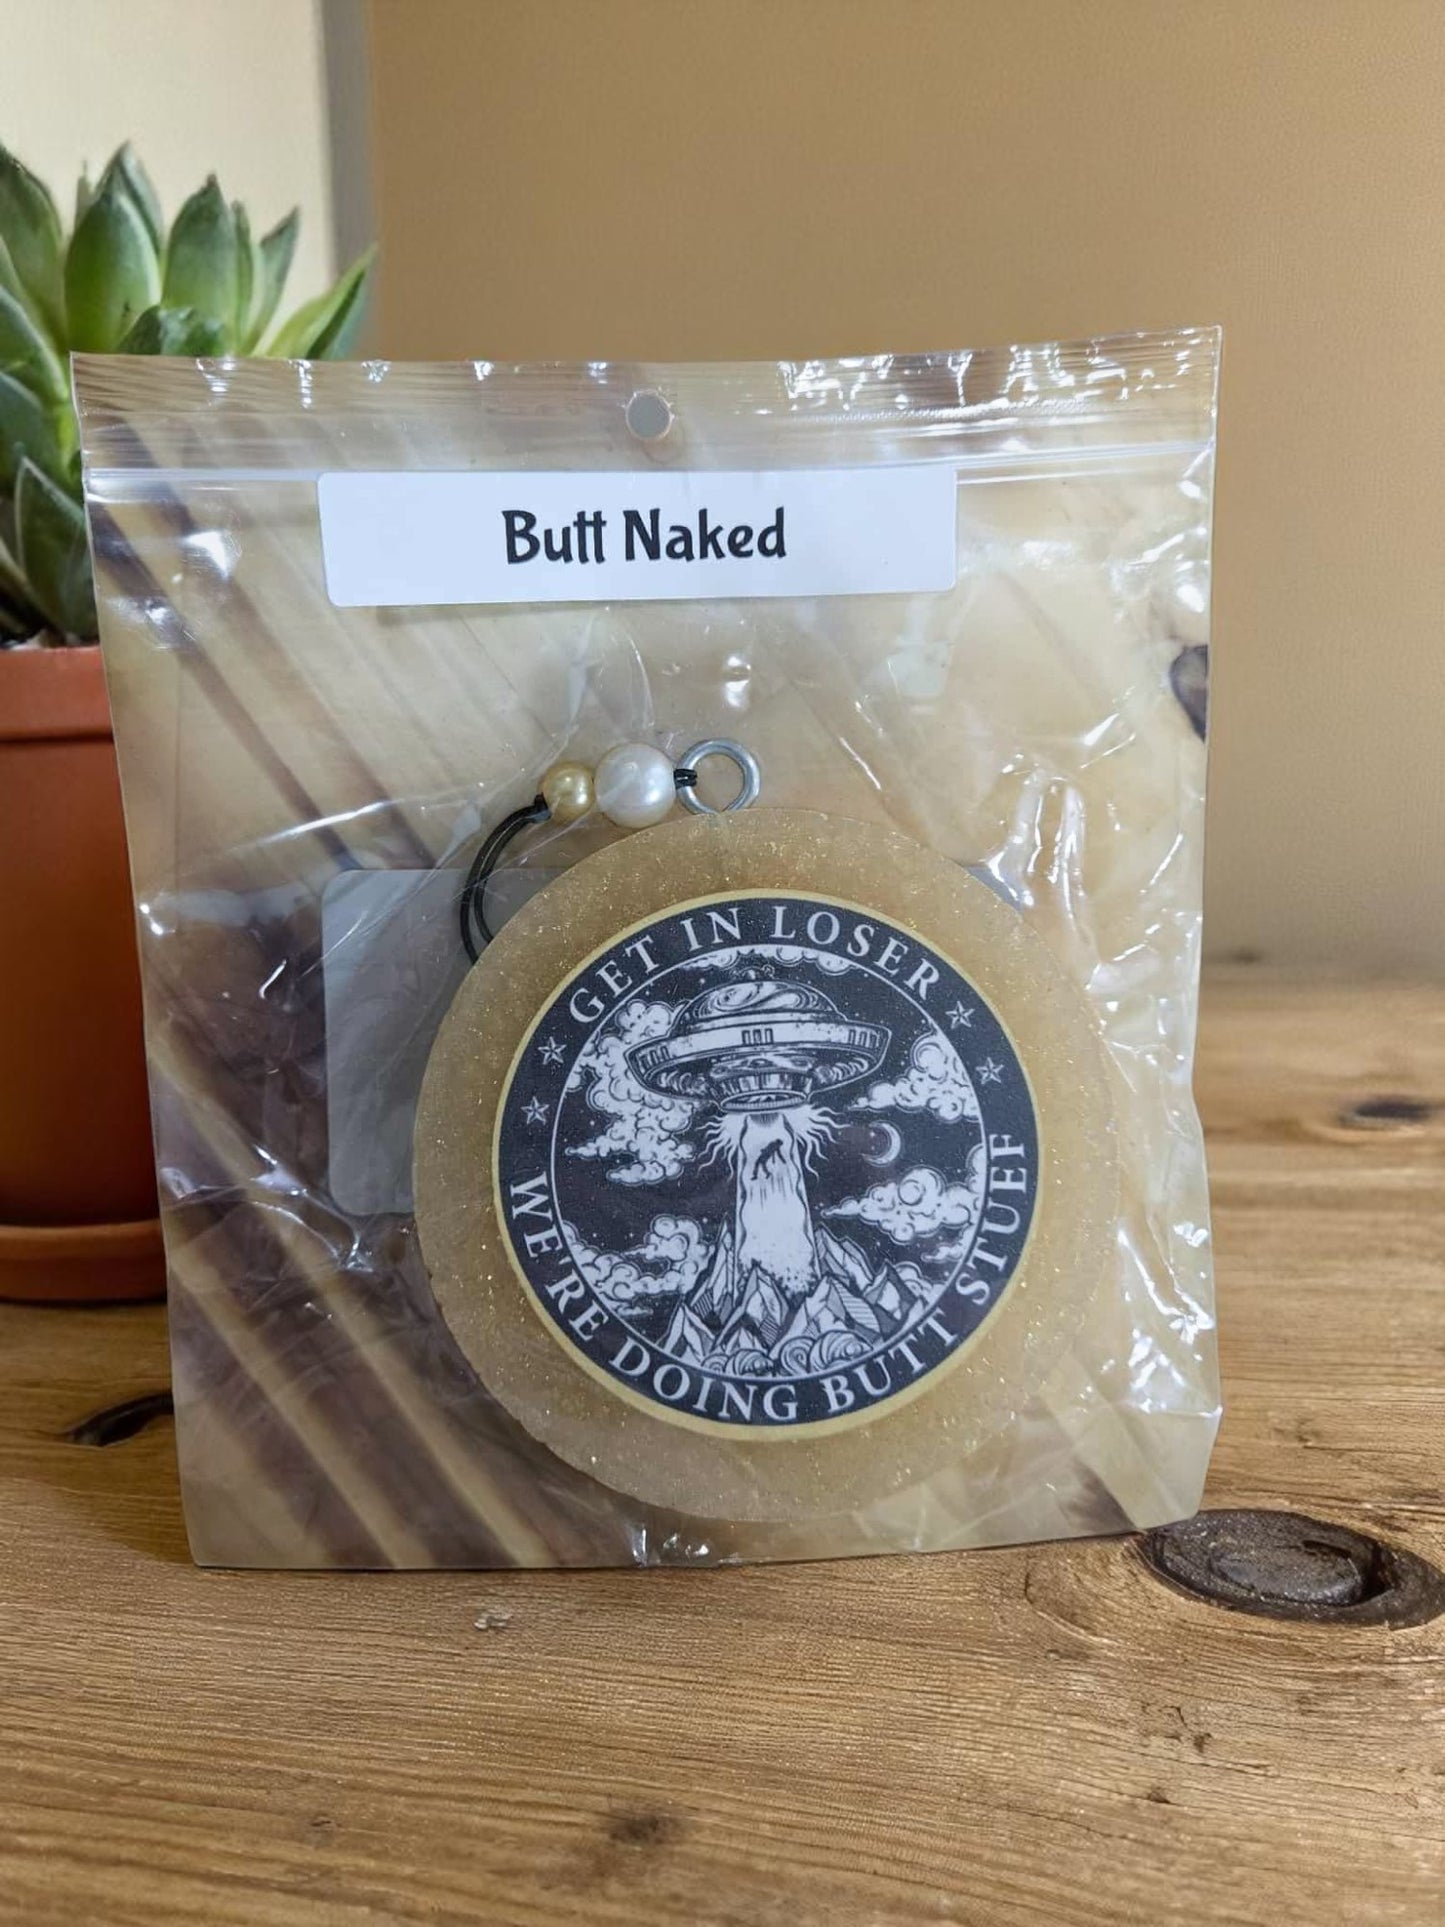 Butt Naked
GET IN LOSER
WE'RE DOING BUTT STUFF